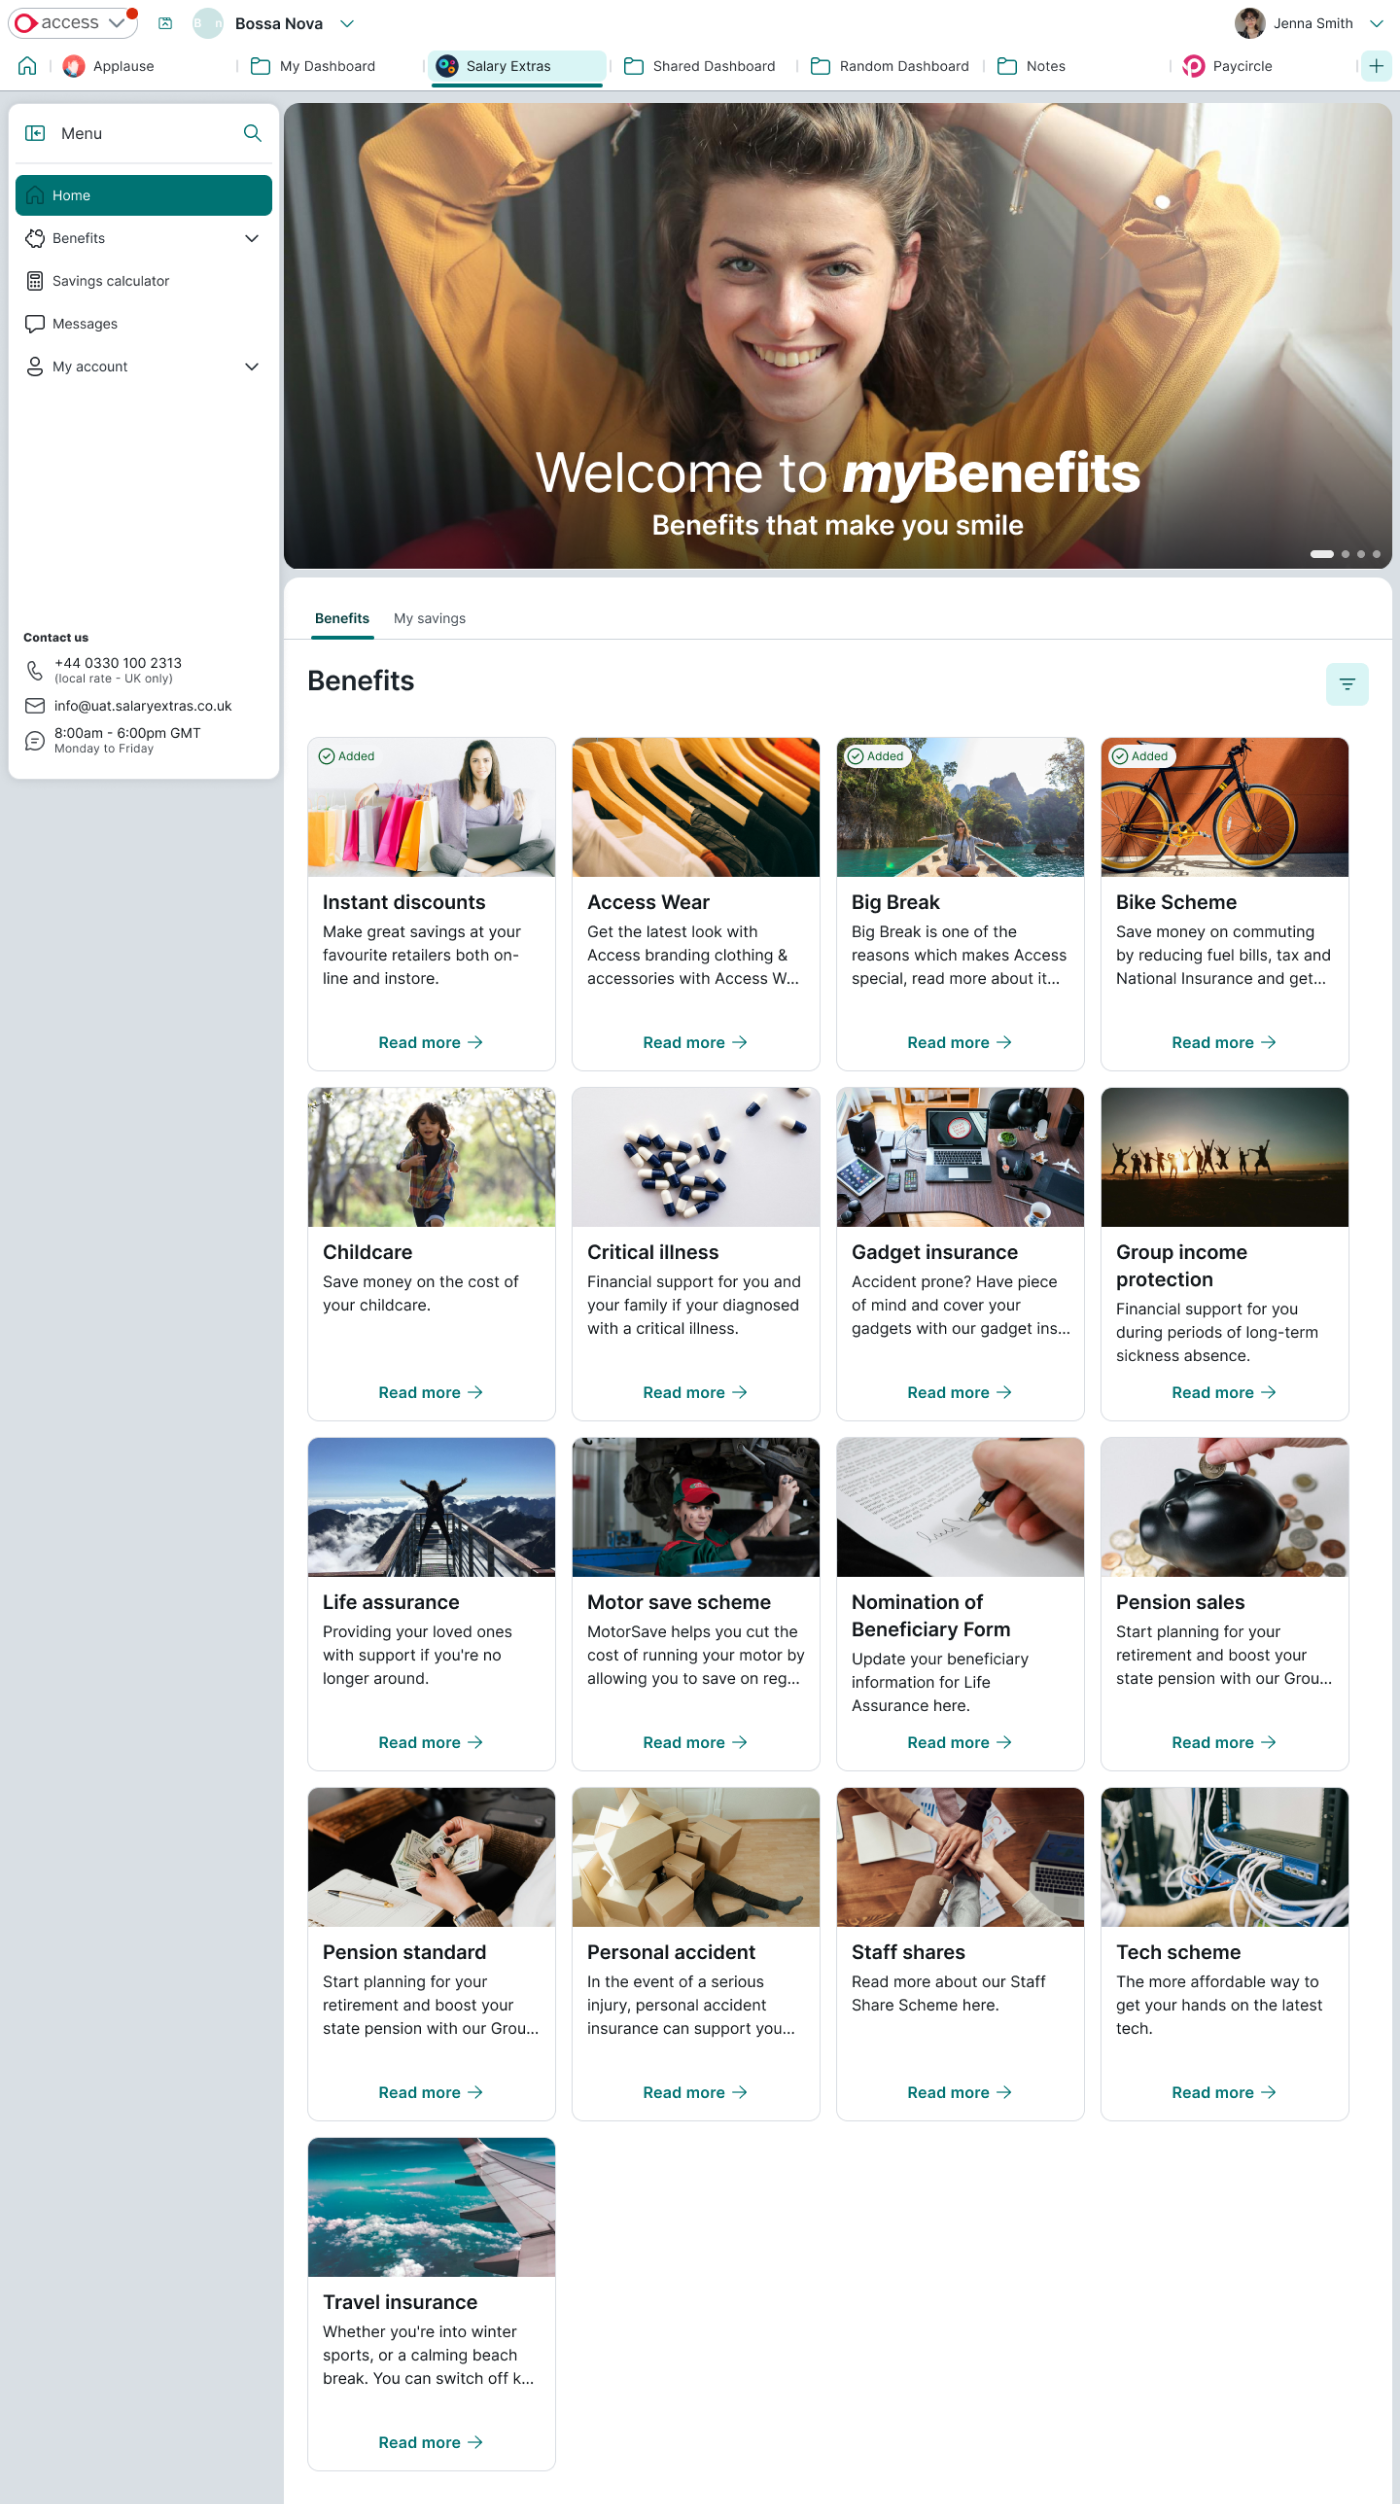 access
B n
Bossa Nova
Jenna Smith
Applause
My Dashboard
Salary Extras
Shared Dashboard
Random Dashboard
Notes
Paycircle
Menu
Home
Benefits
Savings calculator
Messages
My account
Contact us
+44 0330 100 2313
(local rate - UK only)
info@uat.salaryextras.co.uk
8:00am - 6:00pm GMT
Monday to Friday
Welcome to myBenefits
Benefits that make you smile
Benefits
My savings
Benefits
Added
Instant discounts
Make great savings at your
favourite retailers both on-
line and instore.
Read more
Access Wear
Get the latest look with
Access branding clothing &
accessories with Access W...
Read more
Added
Big Break
Big Break is one of the
reasons which makes Access
special, read more about it...
Read more
Added
Bike Scheme
Save money on commuting
by reducing fuel bills, tax and
National Insurance and get...
Read more
Childcare
Save money on the cost of
your childcare.
Read more
Critical illness
Financial support for you and
your family if your diagnosed
with a critical illness.
Read more
Gadget insurance
Accident prone? Have piece
of mind and cover your
gadgets with our gadget ins...
Read more
Group income
protection
Financial support for you
during periods of long-term
sickness absence.
Read more
Life assurance
Providing your loved ones
with support if you're no
longer around.
Read more
Motor save scheme
MotorSave helps you cut the
cost of running your motor by
allowing you to save on reg...
Read more
Nomination of
Beneficiary Form
Update your beneficiary
information for Life
Assurance here.
Read more
Pension sales
Start planning for your
retirement and boost your
state pension with our Grou...
Read more
Pension standard
Start planning for your
retirement and boost your
state pension with our Grou...
Read more
Personal accident
In the event of a serious
injury, personal accident
insurance can support you...
Read more
Staff shares
Read more about our Staff
Share Scheme here.
Read more
Tech scheme
The more affordable way to
get your hands on the latest
tech.
Read more
Travel insurance
Whether you're into winter
sports, or a calming beach
break. You can switch off k...
Read more